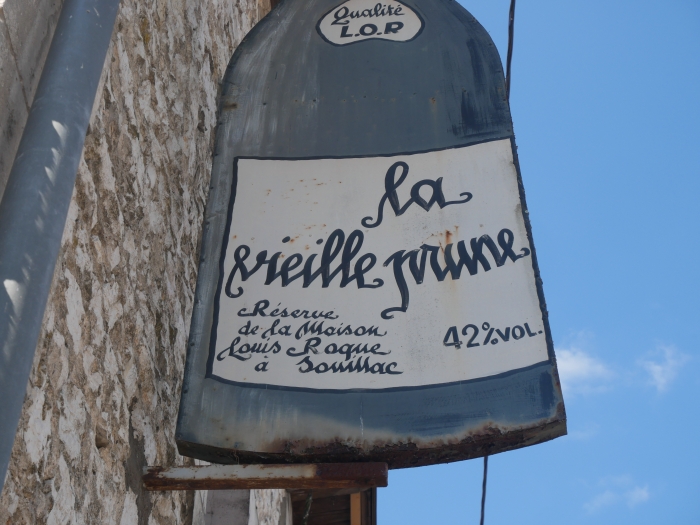 Qualité
L.O.R
la
vieille prune
Réserve
de la Maison
Louis Roque
à Souillac
42%VOL.